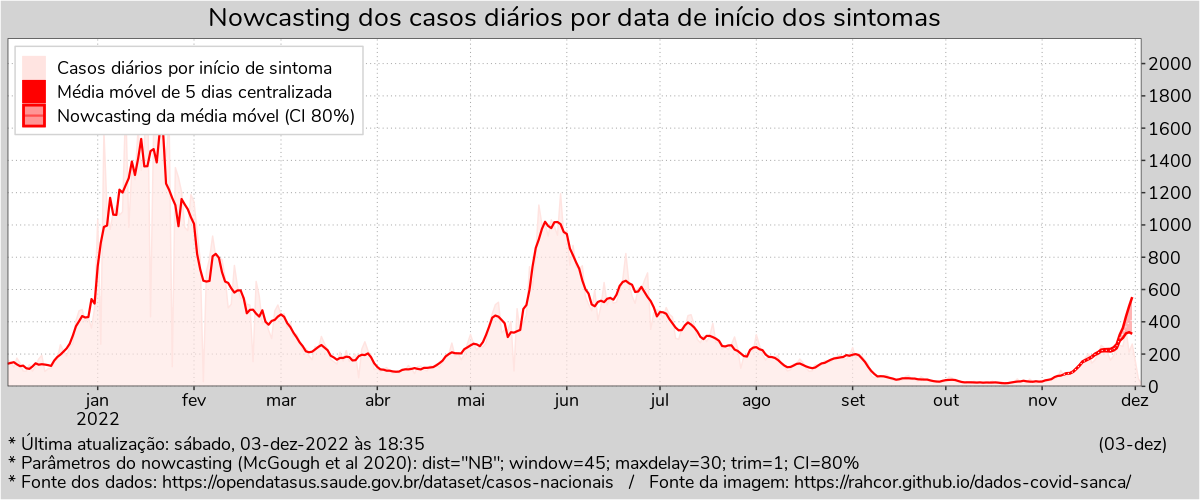 Nowcasting dos casos diários por data de início dos sintomas
Casos diários por início de sintoma
Média móvel de 5 dias centralizada
Nowcasting da média móvel (CI 80%)
2000
1800
1600
1400
1200
1000
800
600
400
200
0
jan fev mar abr mai jun jul ago set out nov dez
2022
* Última atualização: sábado, 03-dez-2022 às 18:35 (03-dez)
* Parâmetros do nowcasting (McGough et al 2020): dist="NB"; window=45; maxdelay=30; trim=1; CI=80%
* Fonte dos dados: https://opendatasus.saude.gov.br/dataset/casos-nacionais / Fonte da imagem: https://rahcor.github.io/dados-covid-sanca/